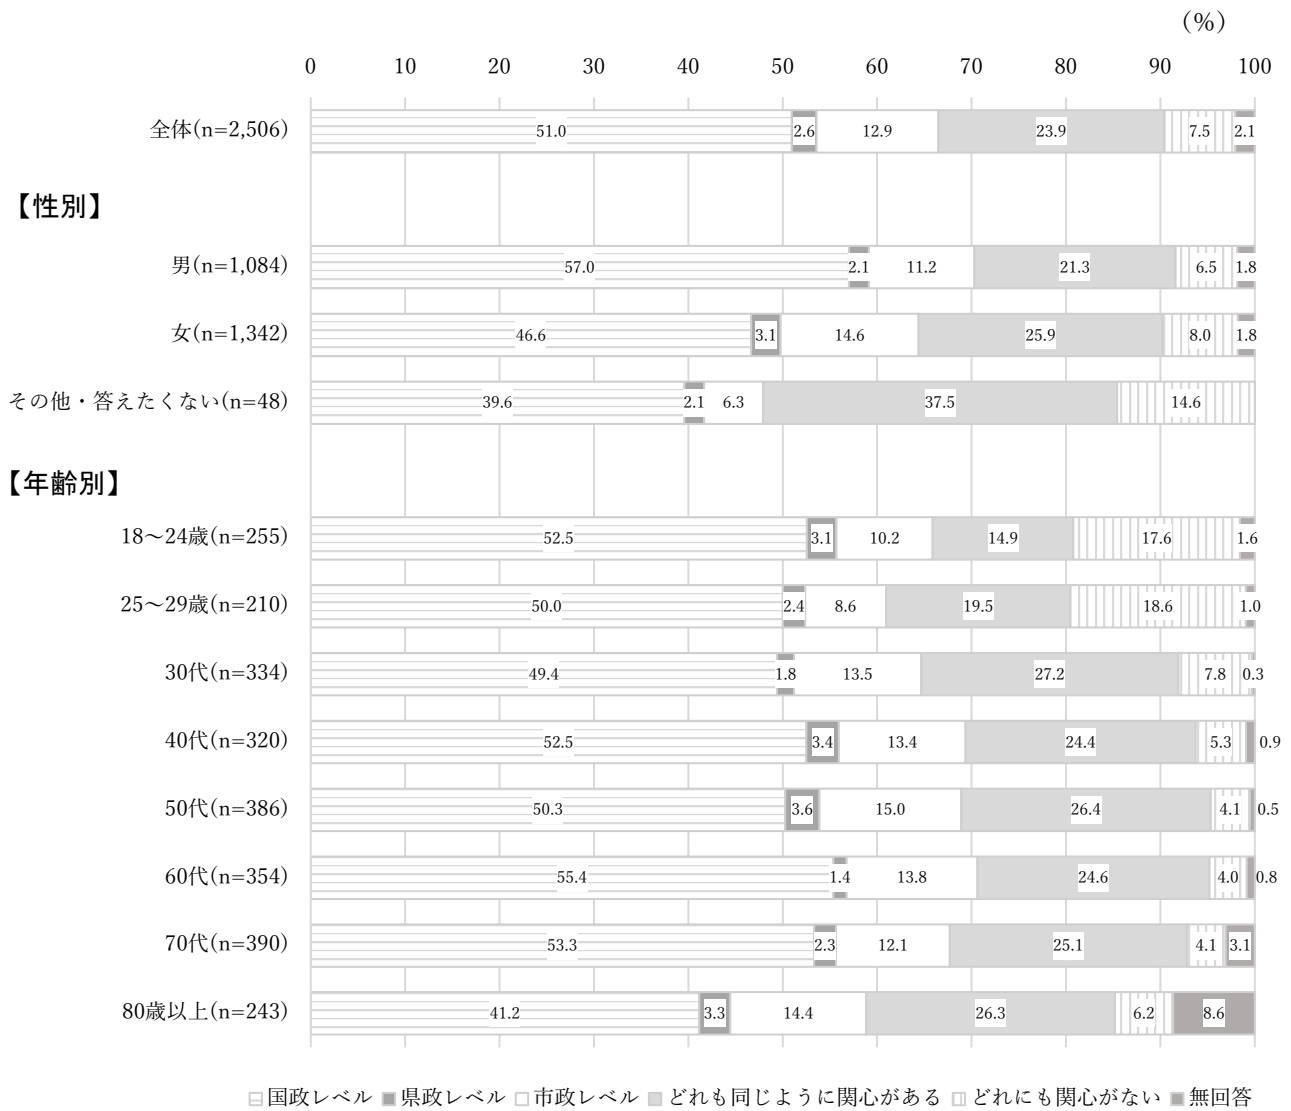 (%)
0 10 20 30 40 50 60 70 80 90 100
全体(n=2,506) 51.0 2.6 12.9 23.9 7.5 2.1
【性別】
男(n=1,084) 57.0 2.1 11.2 21.3 6.5 1.8
女(n=1,342) 46.6 3.1 14.6 25.9 8.0 1.8
その他・答えたくない(n=48) 39.6 2.1 6.3 37.5 14.6
【年齢別】
18～24歳(n=255) 52.5 3.1 10.2 14.9 17.6 1.6
25～29歳(n=210) 50.0 2.4 8.6 19.5 18.6 1.0
30代(n=334) 49.4 1.8 13.5 27.2 7.8 0.3
40代(n=320) 52.5 3.4 13.4 24.4 5.3 0.9
50代(n=386) 50.3 3.6 15.0 26.4 4.1 0.5
60代(n=354) 55.4 1.4 13.8 24.6 4.0 0.8
70代(n=390) 53.3 2.3 12.1 25.1 4.1 3.1
80歳以上(n=243) 41.2 3.3 14.4 26.3 6.2 8.6
国政レベル 県政レベル 市政レベル どれも同じように関心がある どれにも関心がない 無回答